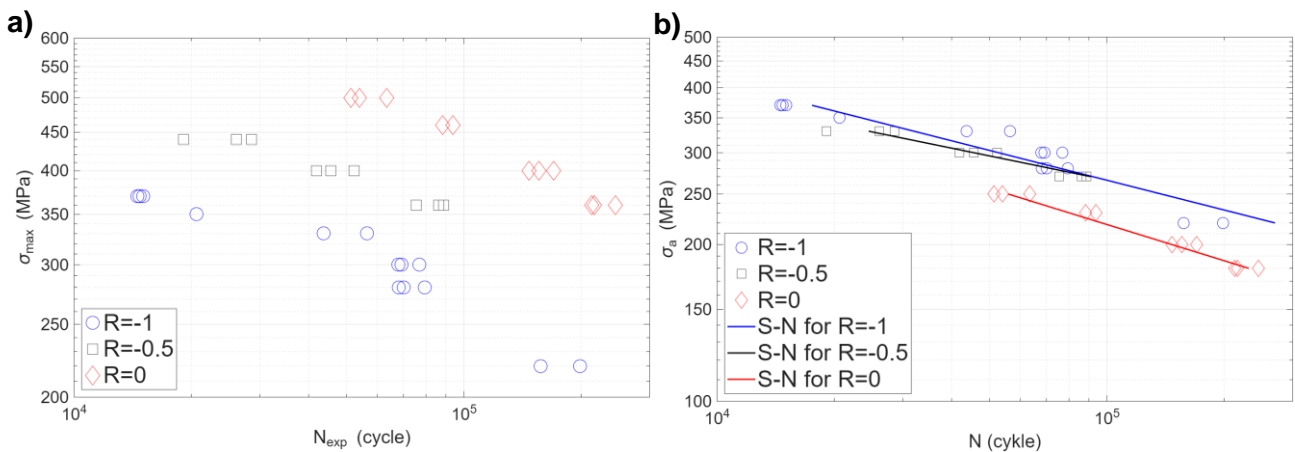 a)
600
550
500
450
400
350
300
250
220
200
σmax (MPa)
10^4
10^5
Nexp (cycle)
R=-1
R=-0.5
R=0
b)
500
450
400
350
300
250
200
150
100
σa (MPa)
10^4
10^5
N (cykle)
R=-1
R=-0.5
R=0
S-N for R=-1
S-N for R=-0.5
S-N for R=0